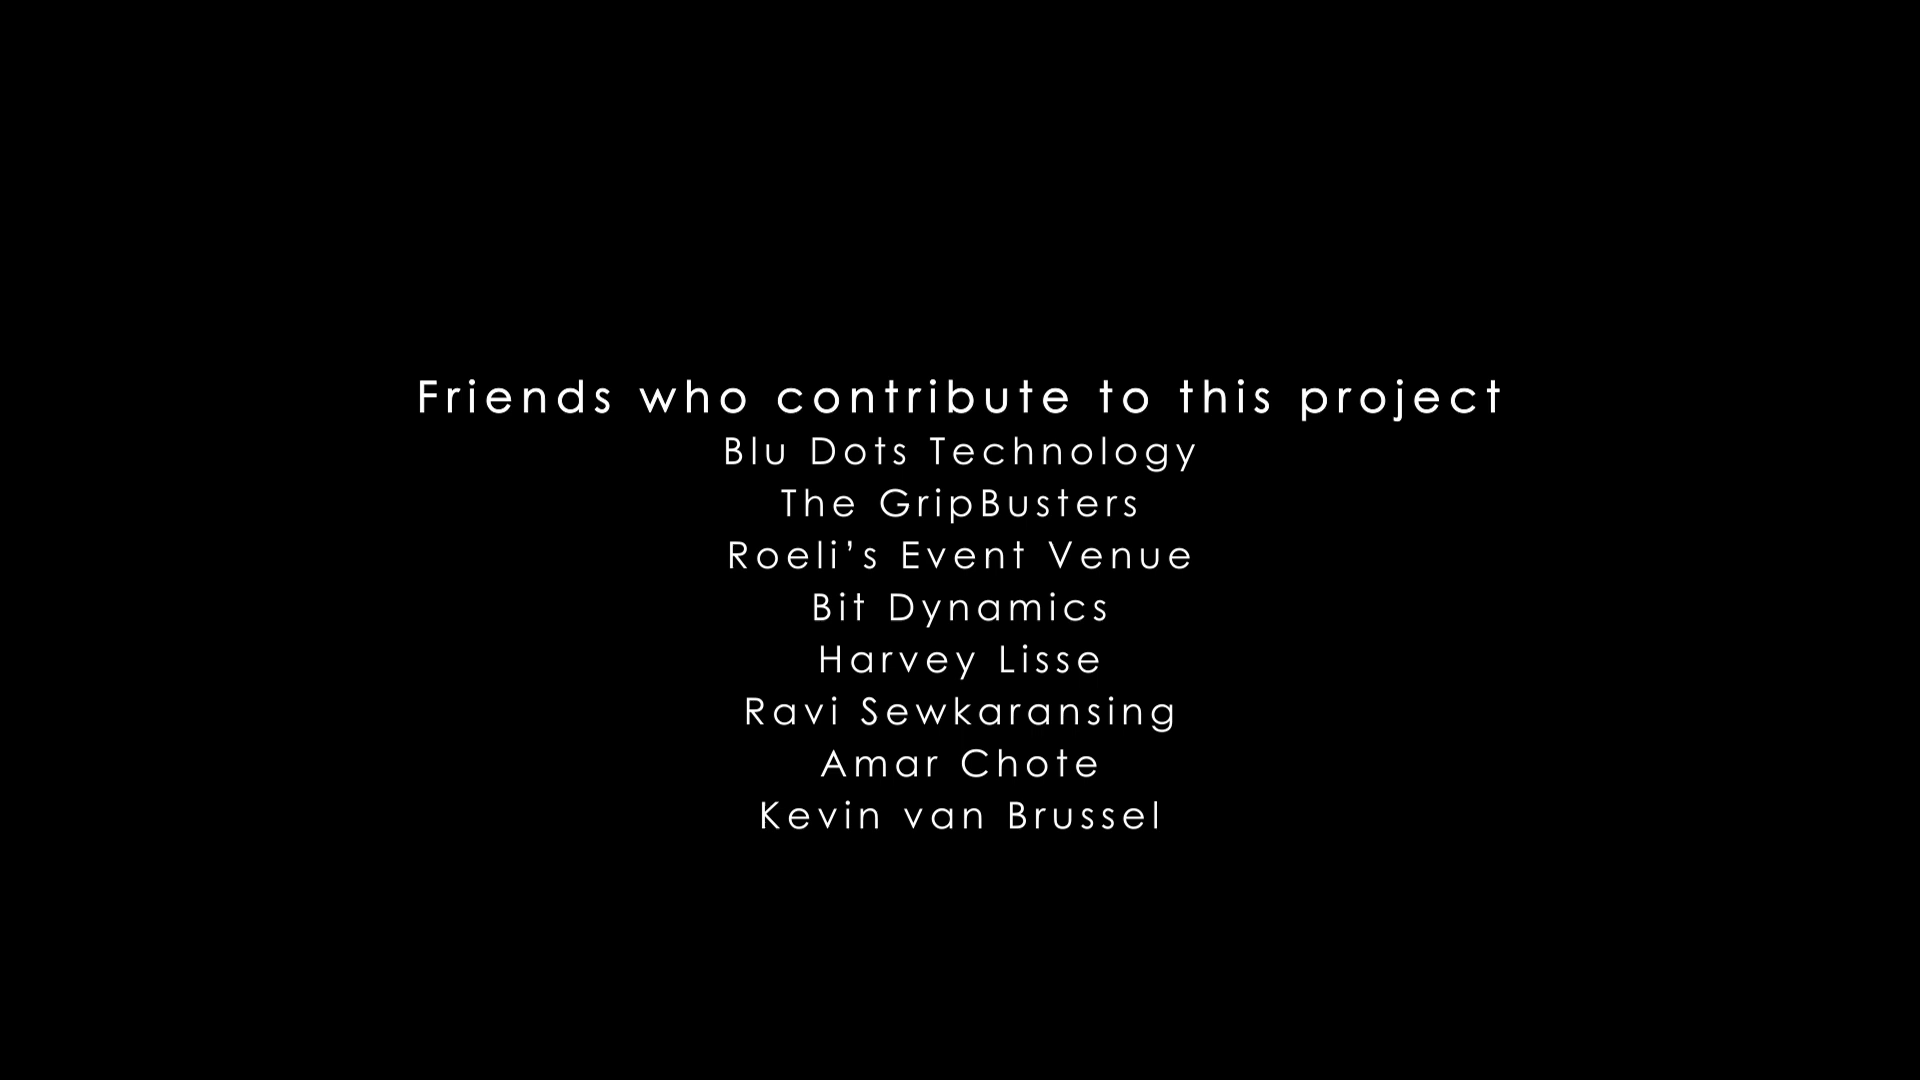 Friends who contribute to this project
Blu Dots Technology
The GripBusters
Roeli’s Event Venue
Bit Dynamics
Harvey Lisse
Ravi Sewkaransing
Amar Chote
Kevin van Brussel